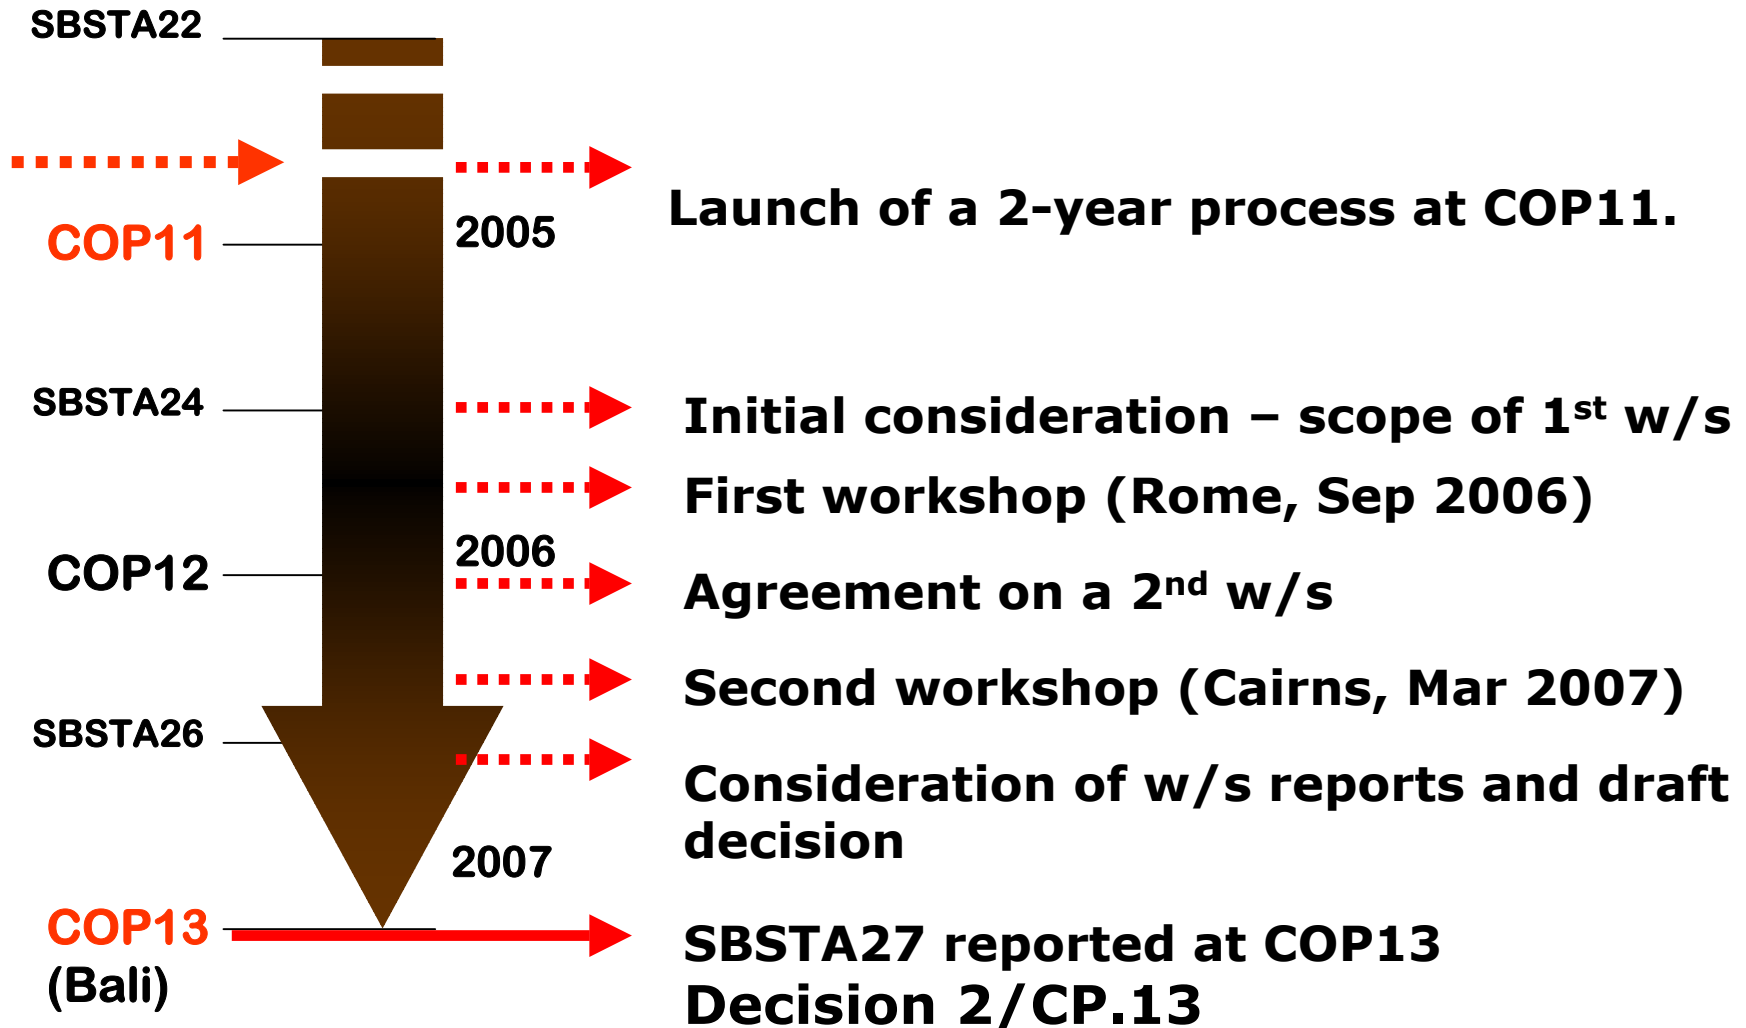 SBSTA22
COP11
2005
Launch of a 2-year process at COP11.
SBSTA24
Initial consideration – scope of 1st w/s
First workshop (Rome, Sep 2006)
COP12
2006
Agreement on a 2nd w/s
Second workshop (Cairns, Mar 2007)
SBSTA26
Consideration of w/s reports and draft
decision
2007
COP13
(Bali)
SBSTA27 reported at COP13
Decision 2/CP.13